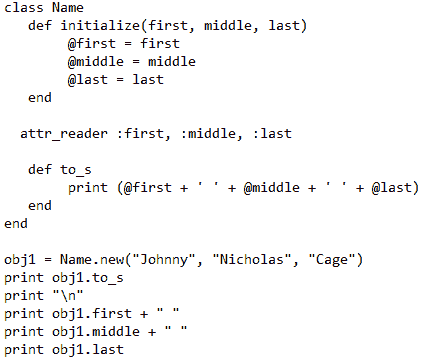 class Name
   def initialize(first, middle, last)
        @first = first
        @middle = middle
        @last = last
   end

  attr_reader :first, :middle, :last

   def to_s
        print (@first + ' ' + @middle + ' ' + @last)
   end
end

obj1 = Name.new("Johnny", "Nicholas", "Cage")
print obj1.to_s
print "\n"
print obj1.first + " "
print obj1.middle + " "
print obj1.last